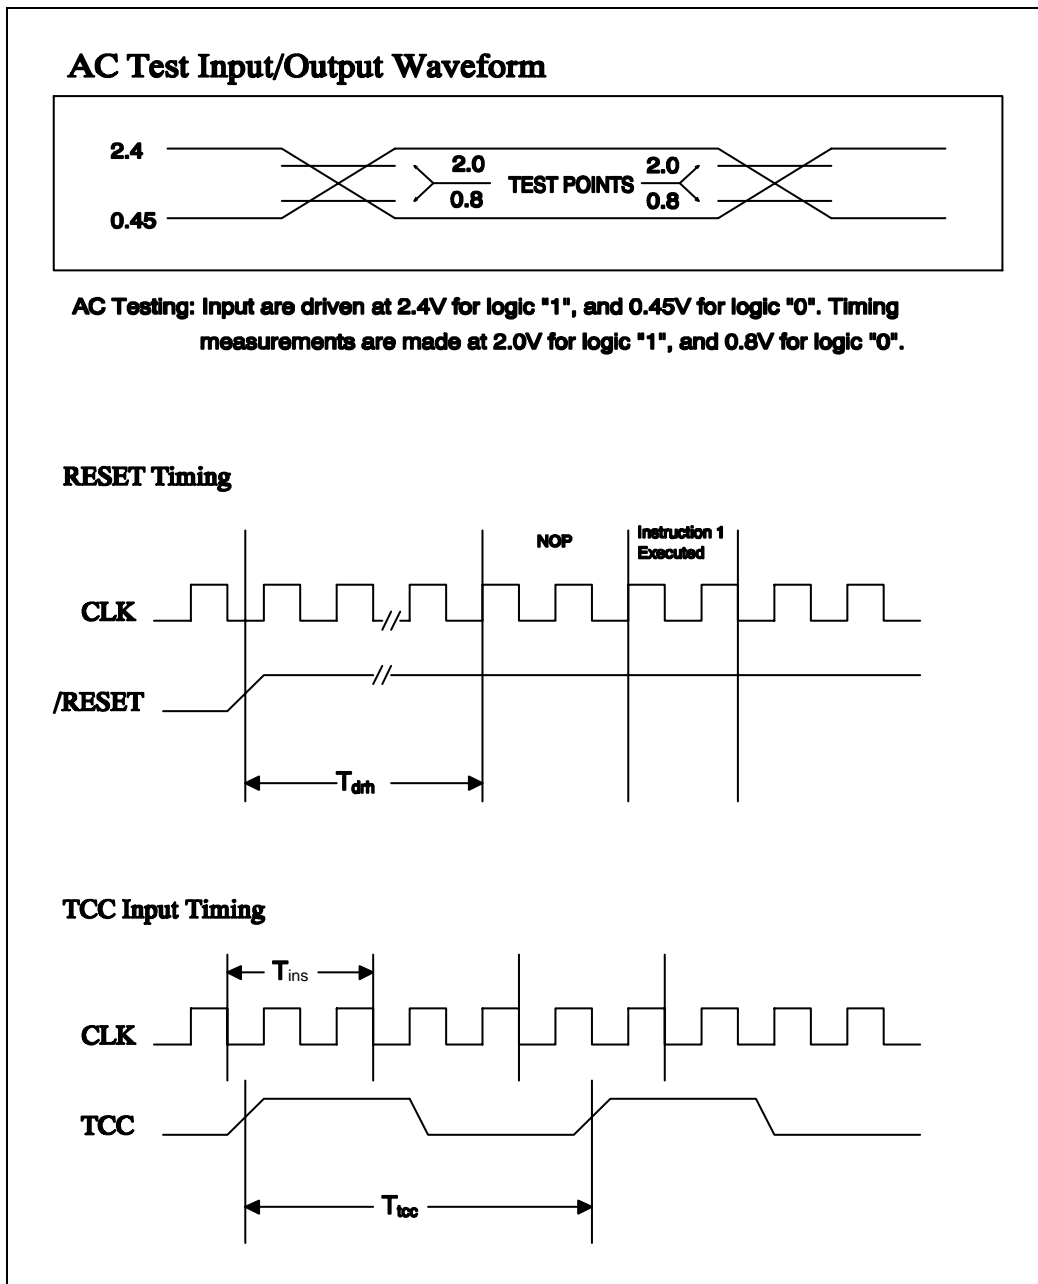 AC Test Input/Output Waveform
2.4
2.0
TEST POINTS
2.0
0.8
0.8
0.45
AC Testing: Input are driven at 2.4V for logic "1", and 0.45V for logic "0". Timing
measurements are made at 2.0V for logic "1", and 0.8V for logic "0".
RESET Timing
NOP
Instruction 1
Executed
CLK
/RESET
Tdrh
TCC Input Timing
Tins
CLK
TCC
Ttcc